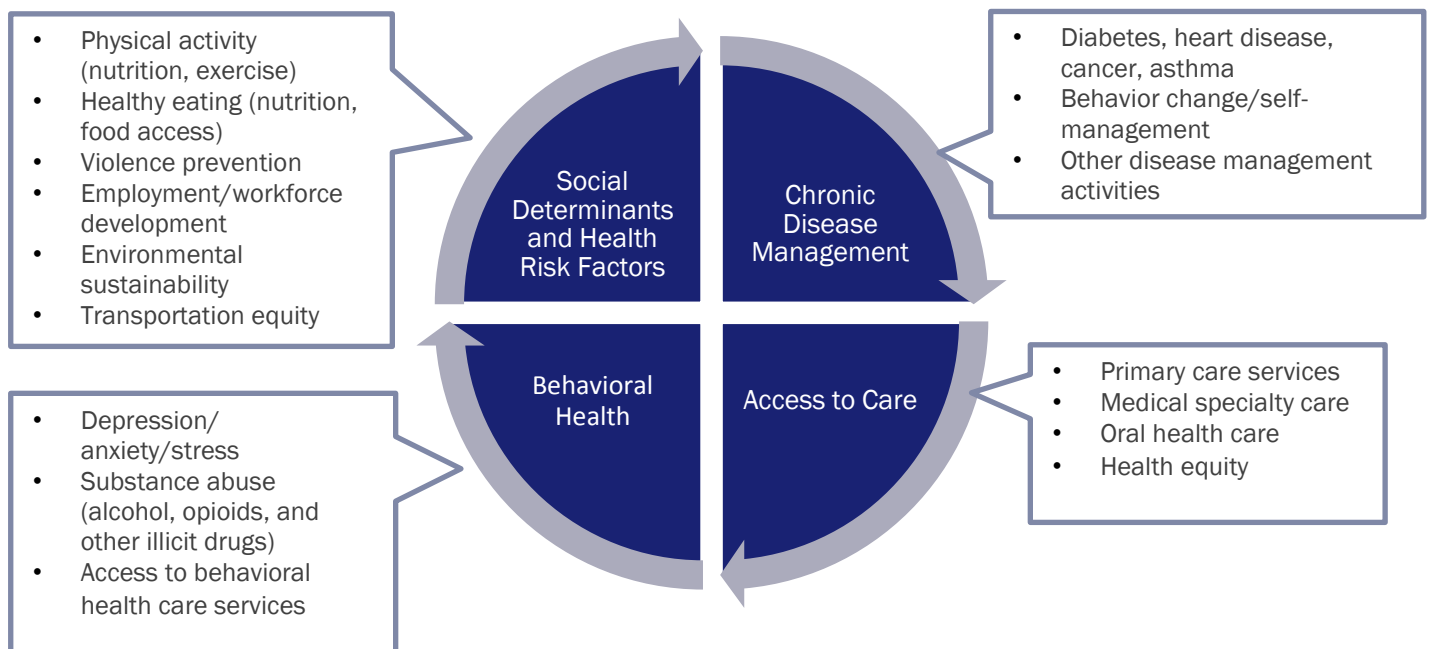 • Physical activity
(nutrition, exercise)
• Healthy eating (nutrition,
food access)
• Violence prevention
• Employment/workforce
development
• Environmental
sustainability
• Transportation equity
Social
Determinants
and Health
Risk Factors
Chronic
Disease
Management
• Diabetes, heart disease,
cancer, asthma
• Behavior change/self-
management
• Other disease management
activities
• Depression/
anxiety/stress
• Substance abuse
(alcohol, opioids, and
other illicit drugs)
• Access to behavioral
health care services
Behavioral
Health
Access to Care
• Primary care services
• Medical specialty care
• Oral health care
• Health equity